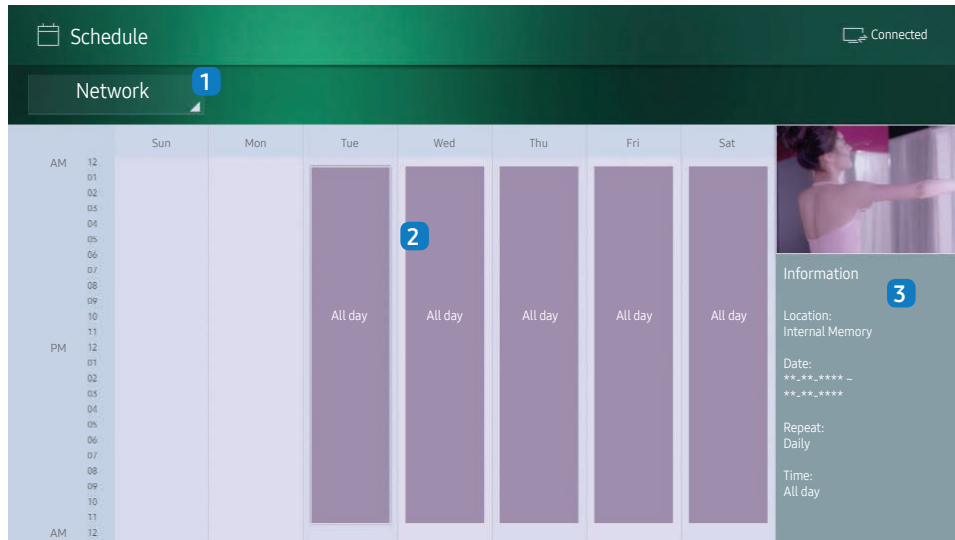 Schedule
Connected
Network
1
Sun Mon Tue Wed Thu Fri Sat
AM 12
01
02
03
04
05
06
07
08
09
10
11
PM 12
01
02
03
04
05
06
07
08
09
10
11
AM 12
2
All day All day All day All day All day
Information
3
Location:
Internal Memory
Date:
**-**-**** ~
**-**-****
Repeat:
Daily
Time:
All day